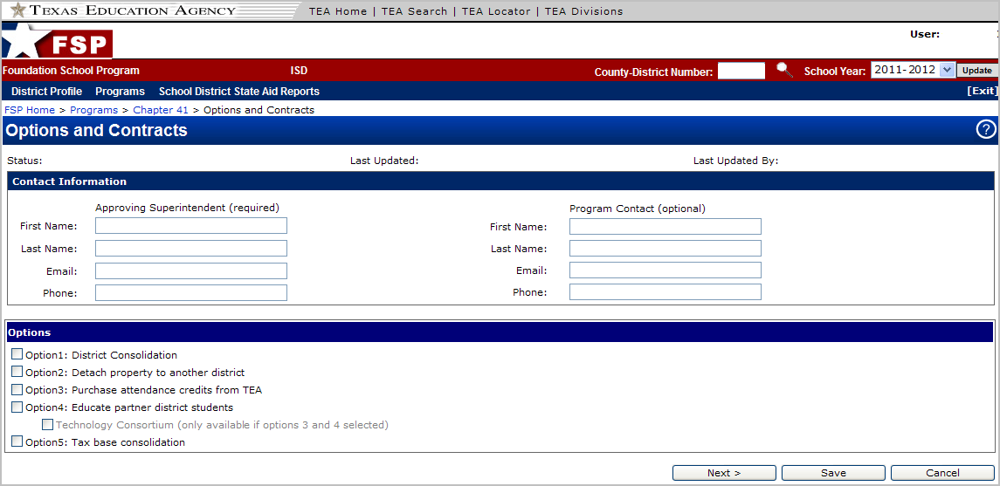 TEXAS EDUCATION AGENCY TEA Home | TEA Search | TEA Locator | TEA Divisions
FSP User:
Foundation School Program ISD County-District Number: School Year: 2011-2012 Update
District Profile Programs School District State Aid Reports [Exit]
FSP Home > Programs > Chapter 41 > Options and Contracts
Options and Contracts ?
Status: Last Updated: Last Updated By:
Contact Information
Approving Superintendent (required) Program Contact (optional)
First Name: First Name:
Last Name: Last Name:
Email: Email:
Phone: Phone:
Options
Option1: District Consolidation
Option2: Detach property to another district
Option3: Purchase attendance credits from TEA
Option4: Educate partner district students
Technology Consortium (only available if options 3 and 4 selected)
Option5: Tax base consolidation
Next > Save Cancel